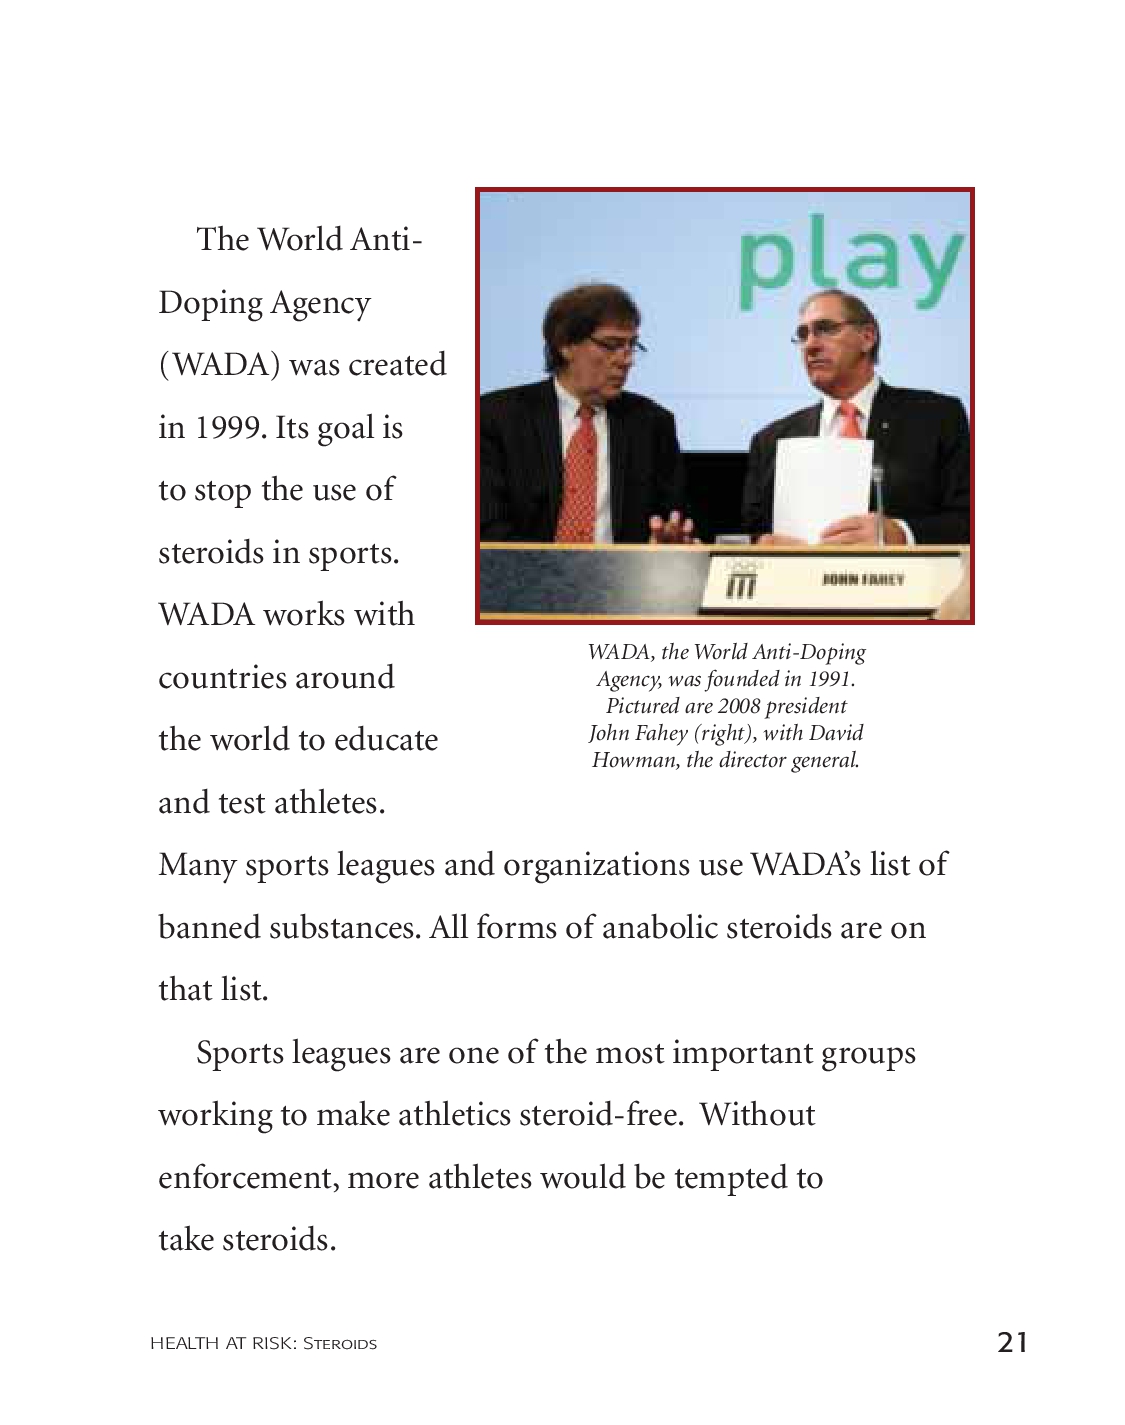 The World Anti-
Doping Agency
(WADA) was created
in 1999. Its goal is
to stop the use of
steroids in sports.
WADA works with
countries around
the world to educate
and test athletes.
play
JOHN FAHEY
WADA, the World Anti-Doping
Agency, was founded in 1991.
Pictured are 2008 president
John Fahey (right), with David
Howman, the director general.
Many sports leagues and organizations use WADA’s list of
banned substances. All forms of anabolic steroids are on
that list.
Sports leagues are one of the most important groups
working to make athletics steroid-free.  Without
enforcement, more athletes would be tempted to
take steroids.
HEALTH AT RISK: STEROIDS
21